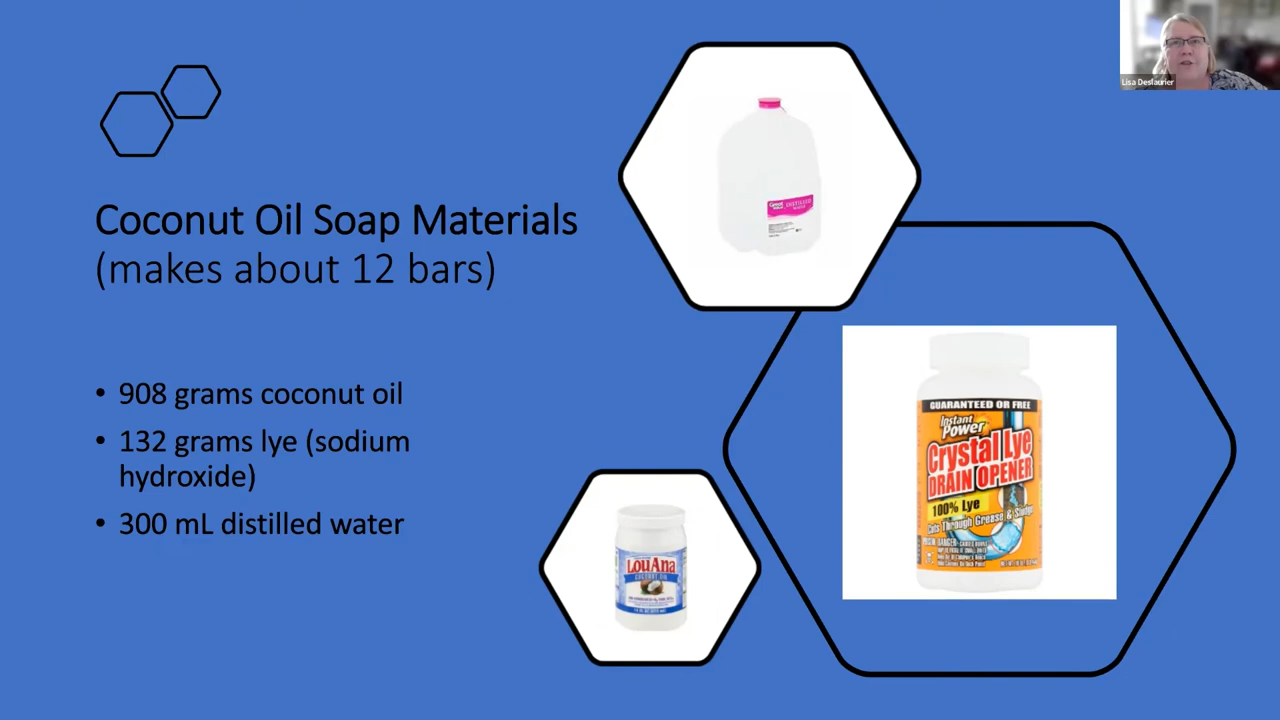 Lisa Deslaurier
Coconut Oil Soap Materials
(makes about 12 bars)
• 908 grams coconut oil
• 132 grams lye (sodium
hydroxide)
• 300 mL distilled water
DISTILLED
GUARANTEED OR FREE
Instant
Power
Crystal Lye
DRAIN OPENER
100% Lye
Cuts Through Grease &
LouAna
COCONUT OIL